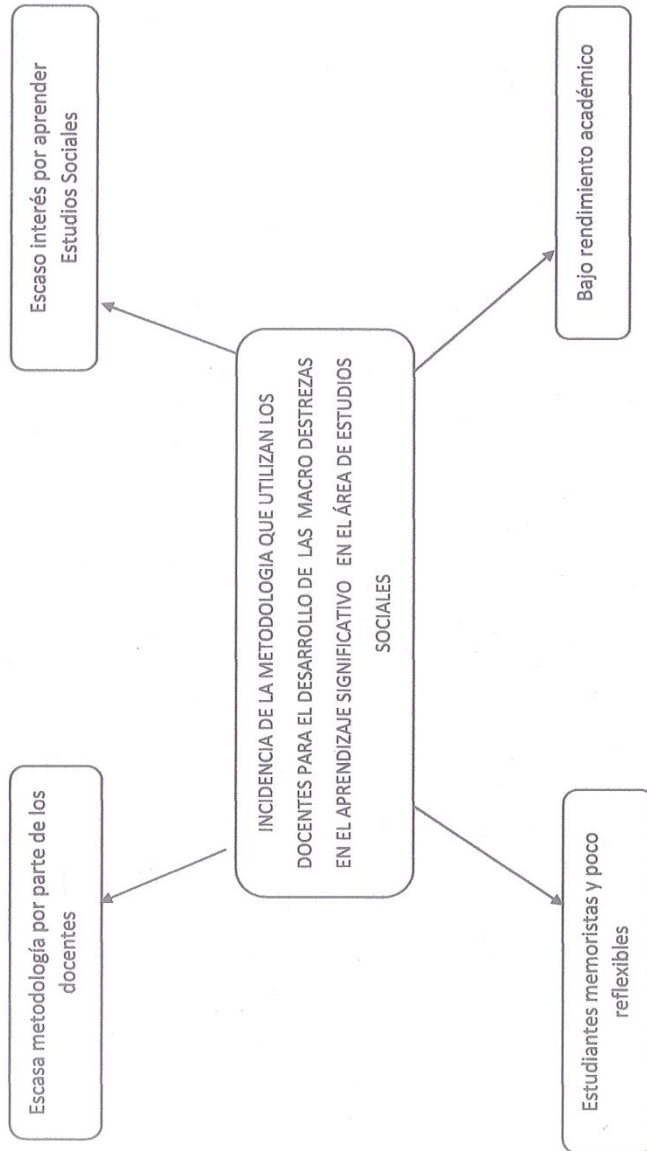 Escasa metodología por parte de los
docentes
Escaso interés por aprender
Estudios Sociales
INCIDENCIA DE LA METODOLOGIA QUE UTILIZAN LOS
DOCENTES PARA EL DESARROLLO DE LAS MACRO DESTREZAS
EN EL APRENDIZAJE SIGNIFICATIVO EN EL ÁREA DE ESTUDIOS
SOCIALES
Estudiantes memoristas y poco
reflexibles
Bajo rendimiento académico